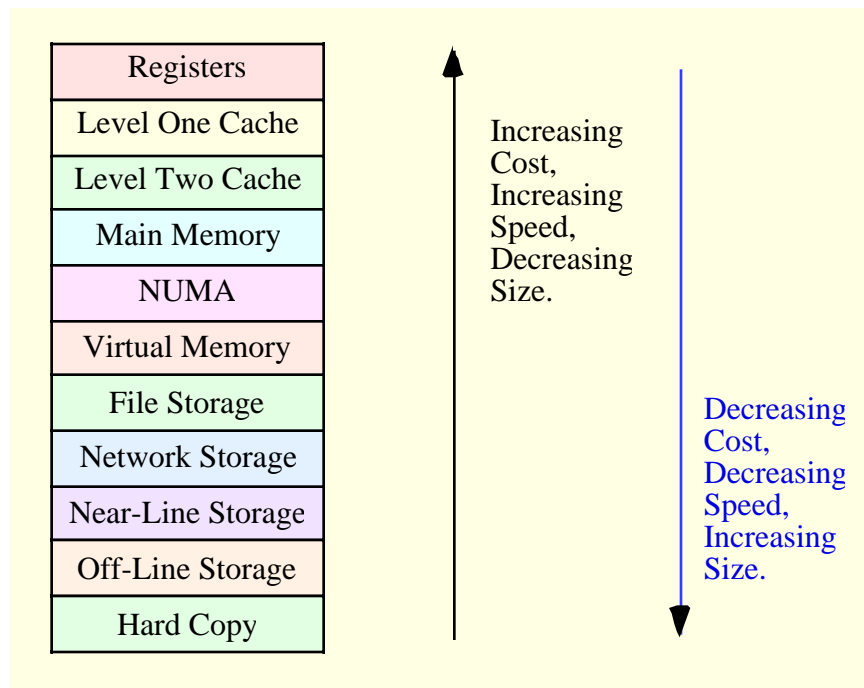 Registers
Level One Cache
Level Two Cache
Main Memory
NUMA
Virtual Memory
File Storage
Network Storage
Near-Line Storage
Off-Line Storage
Hard Copy
Increasing
Cost,
Increasing
Speed,
Decreasing
Size.
Decreasing
Cost,
Decreasing
Speed,
Increasing
Size.